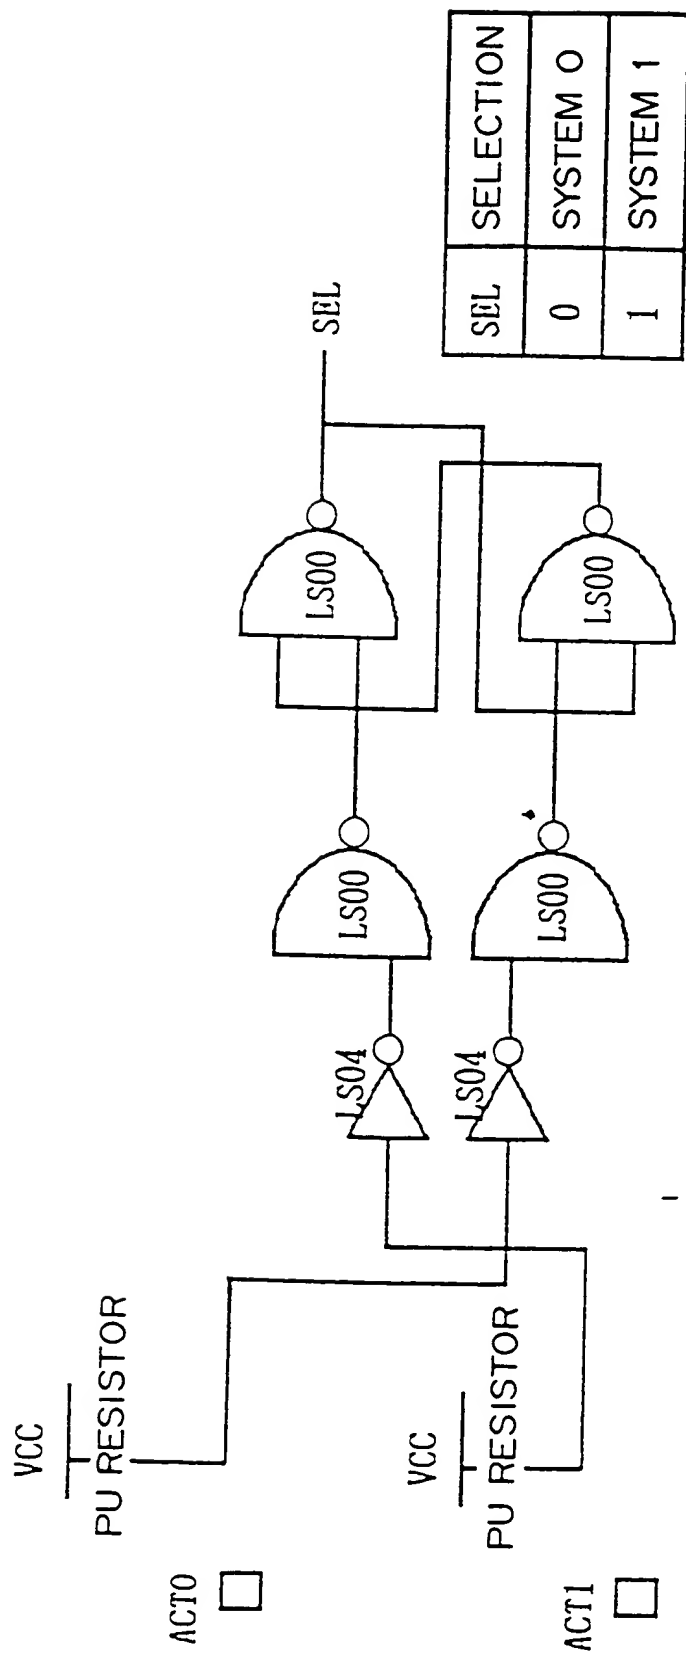 VCC
PU RESISTOR
ACT0
VCC
PU RESISTOR
ACT1
LS04
LS04
LS00
LS00
LS00
LS00
SEL
SEL SELECTION
0 SYSTEM 0
1 SYSTEM 1